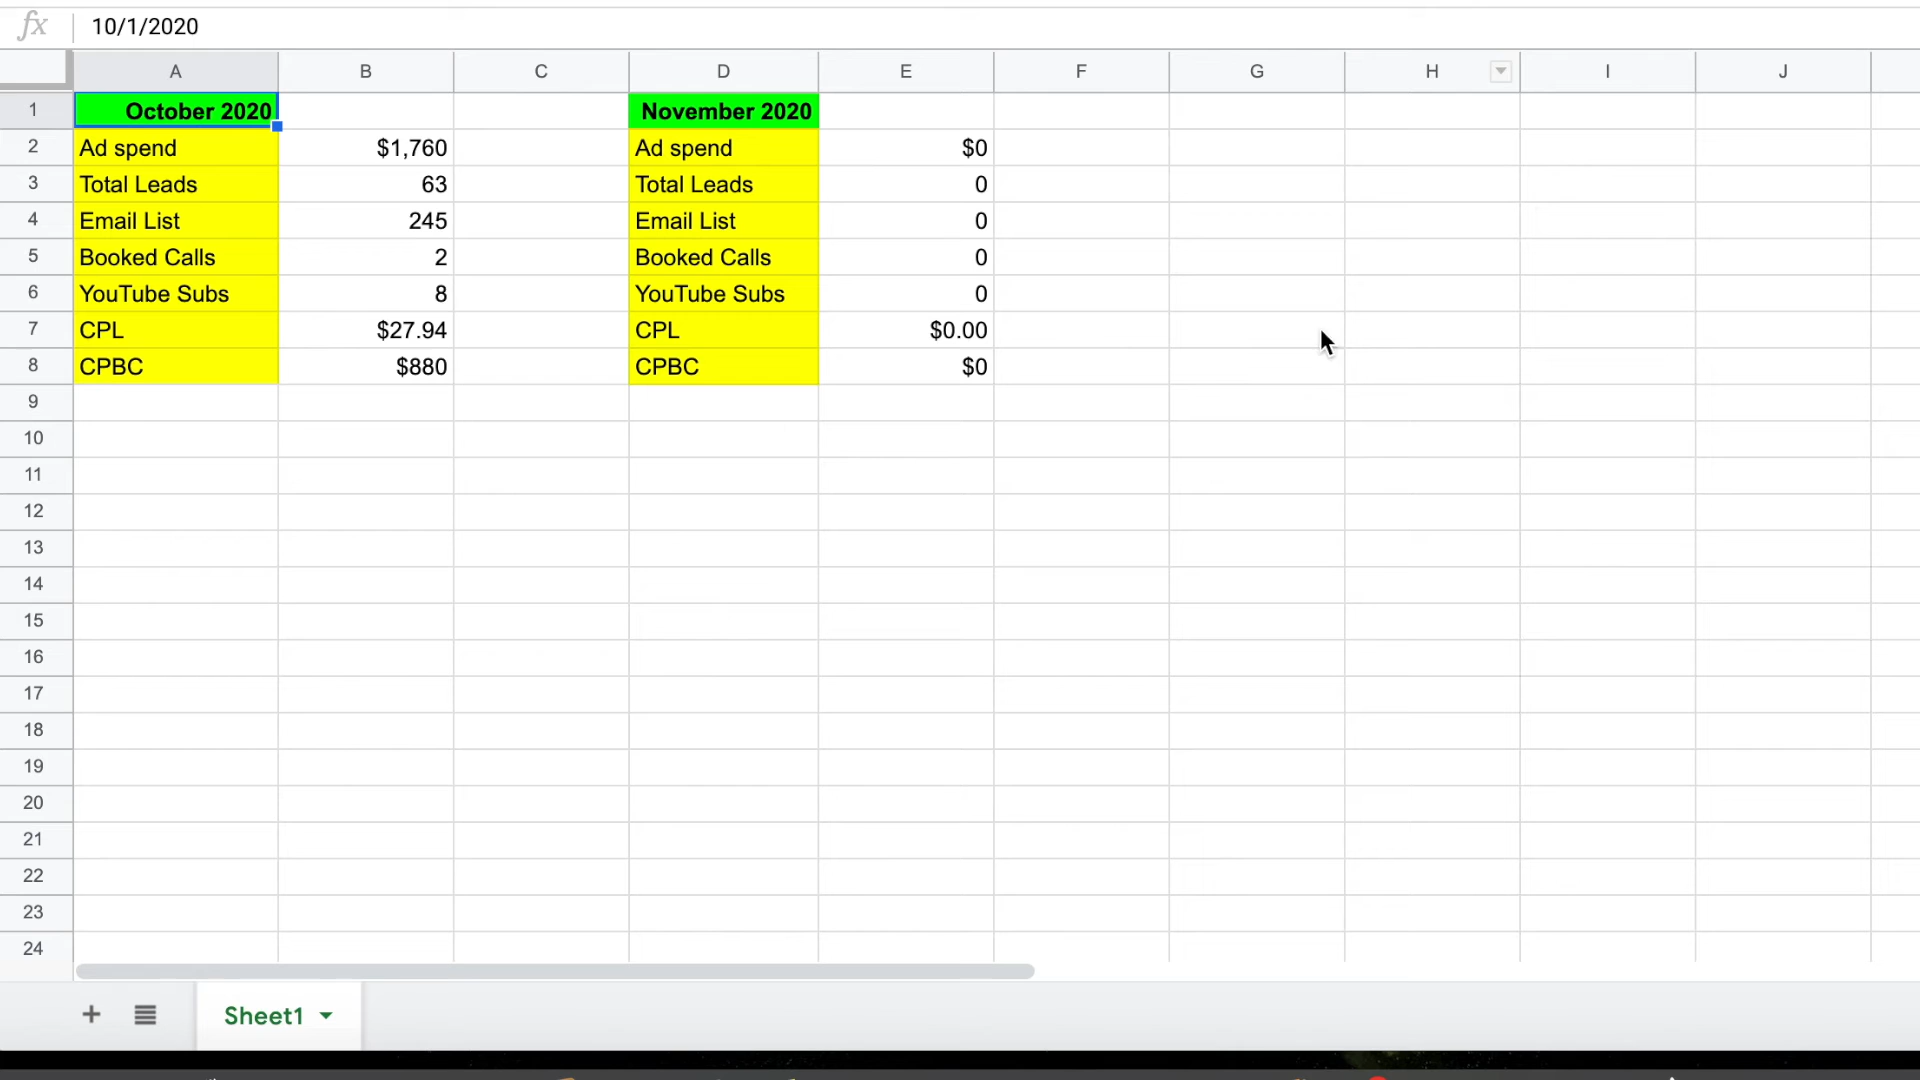 fx 10/1/2020
A B C D E F G H I J
1 October 2020 November 2020
2 Ad spend $1,760 Ad spend $0
3 Total Leads 63 Total Leads 0
4 Email List 245 Email List 0
5 Booked Calls 2 Booked Calls 0
6 YouTube Subs 8 YouTube Subs 0
7 CPL $27.94 CPL $0.00
8 CPBC $880 CPBC $0
9
10
11
12
13
14
15
16
17
18
19
20
21
22
23
24
Sheet1